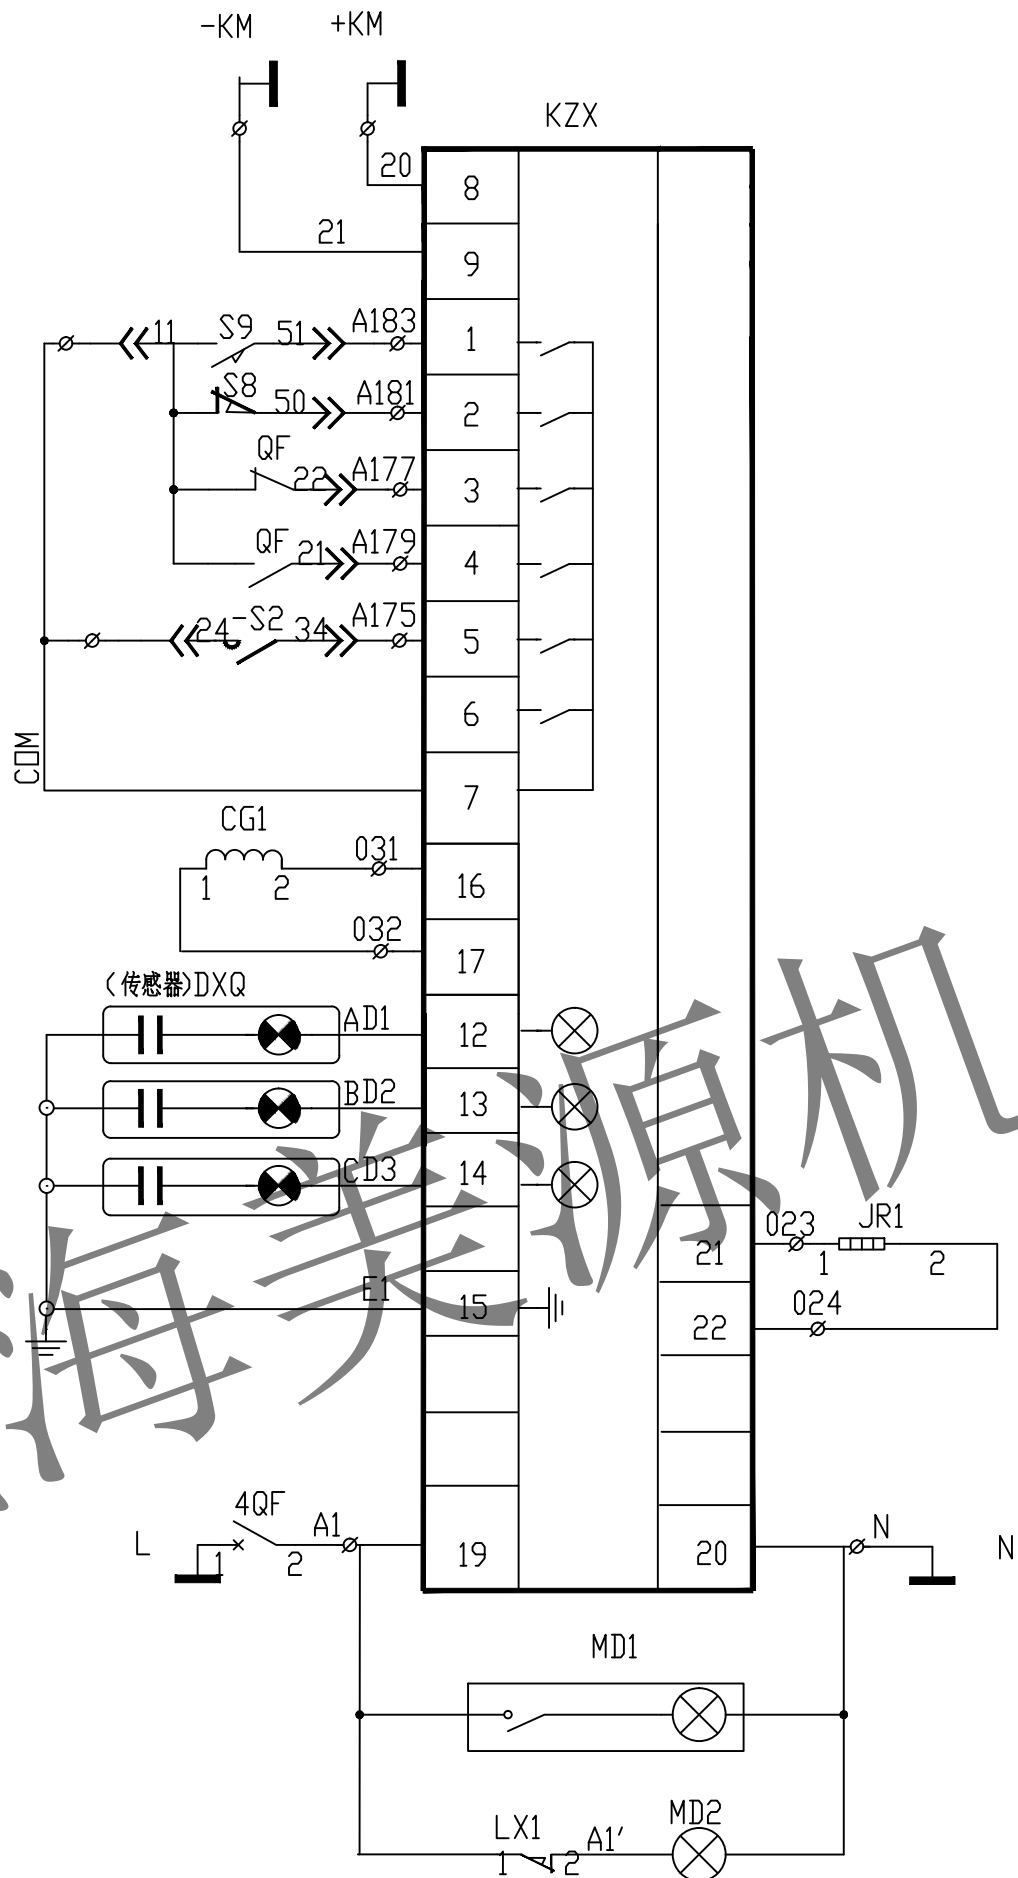 -KM +KM
KZX
20 8
21 9
11 S9 51 A183 1
S8 50 A181 2
QF 22 A177 3
QF 21 A179 4
24 -S2 34 A175 5
6
COM
7
CG1 031
1 2 16
032 17
(传感器)DXQ
AD1 12
BD2 13
CD3 14
E1 15
21 023 JR1
1 2
22 024
4QF
L 1 2 A1 19 20 N N
MD1
MD2
LX1 A1′
1 2
海美源机